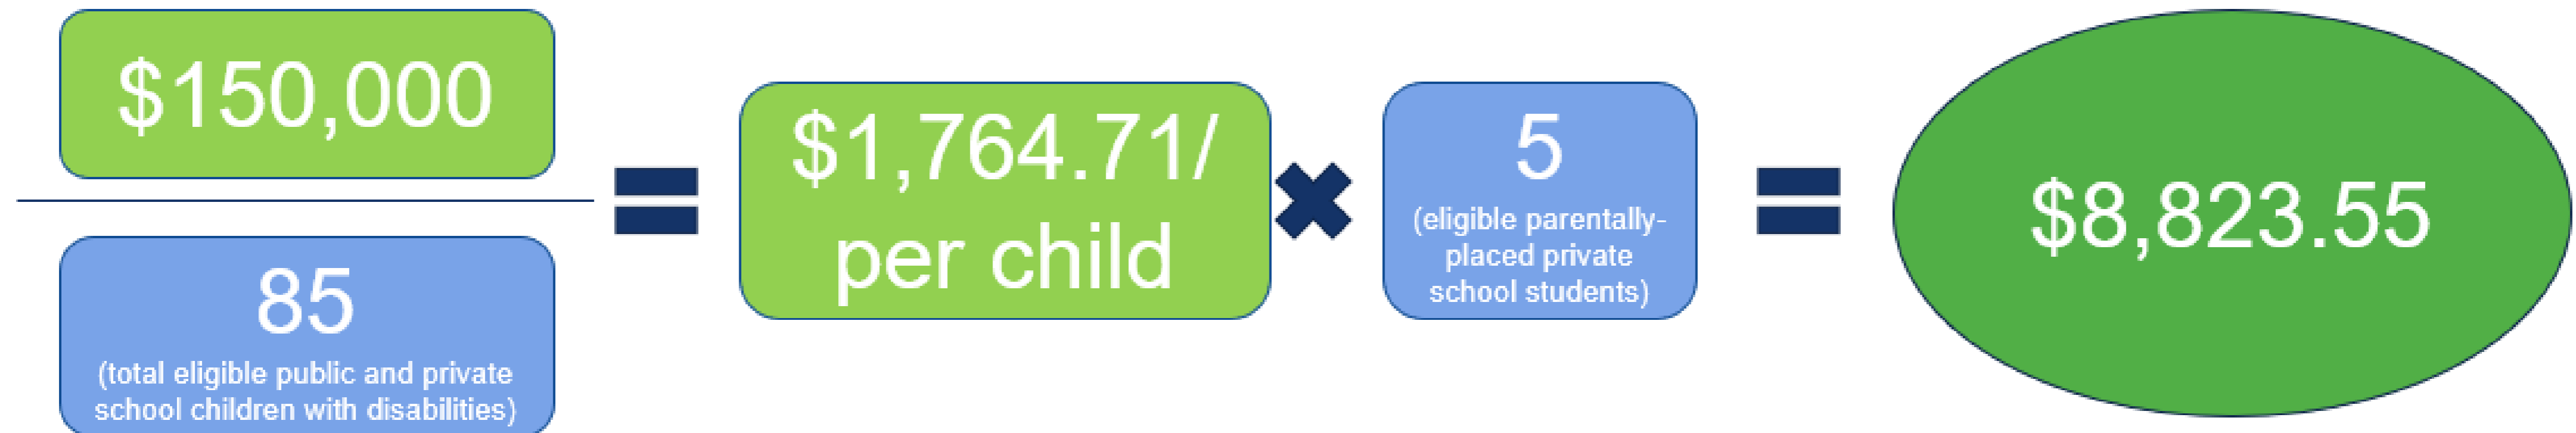 $150,000
85
(total eligible public and private
school children with disabilities)
=
$1,764.71/
per child
×
5
(eligible parentally-
placed private
school students)
=
$8,823.55